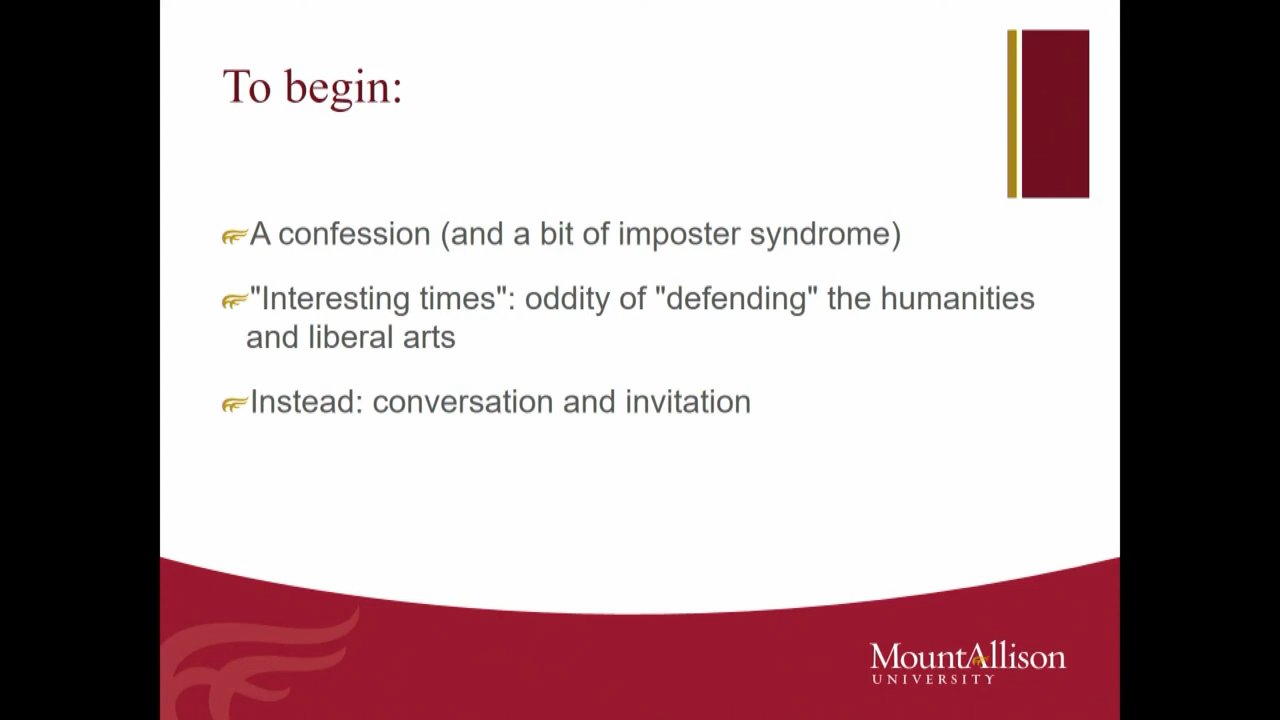 To begin:
A confession (and a bit of imposter syndrome)
"Interesting times": oddity of "defending" the humanities
and liberal arts
Instead: conversation and invitation
MountAllison
UNIVERSITY